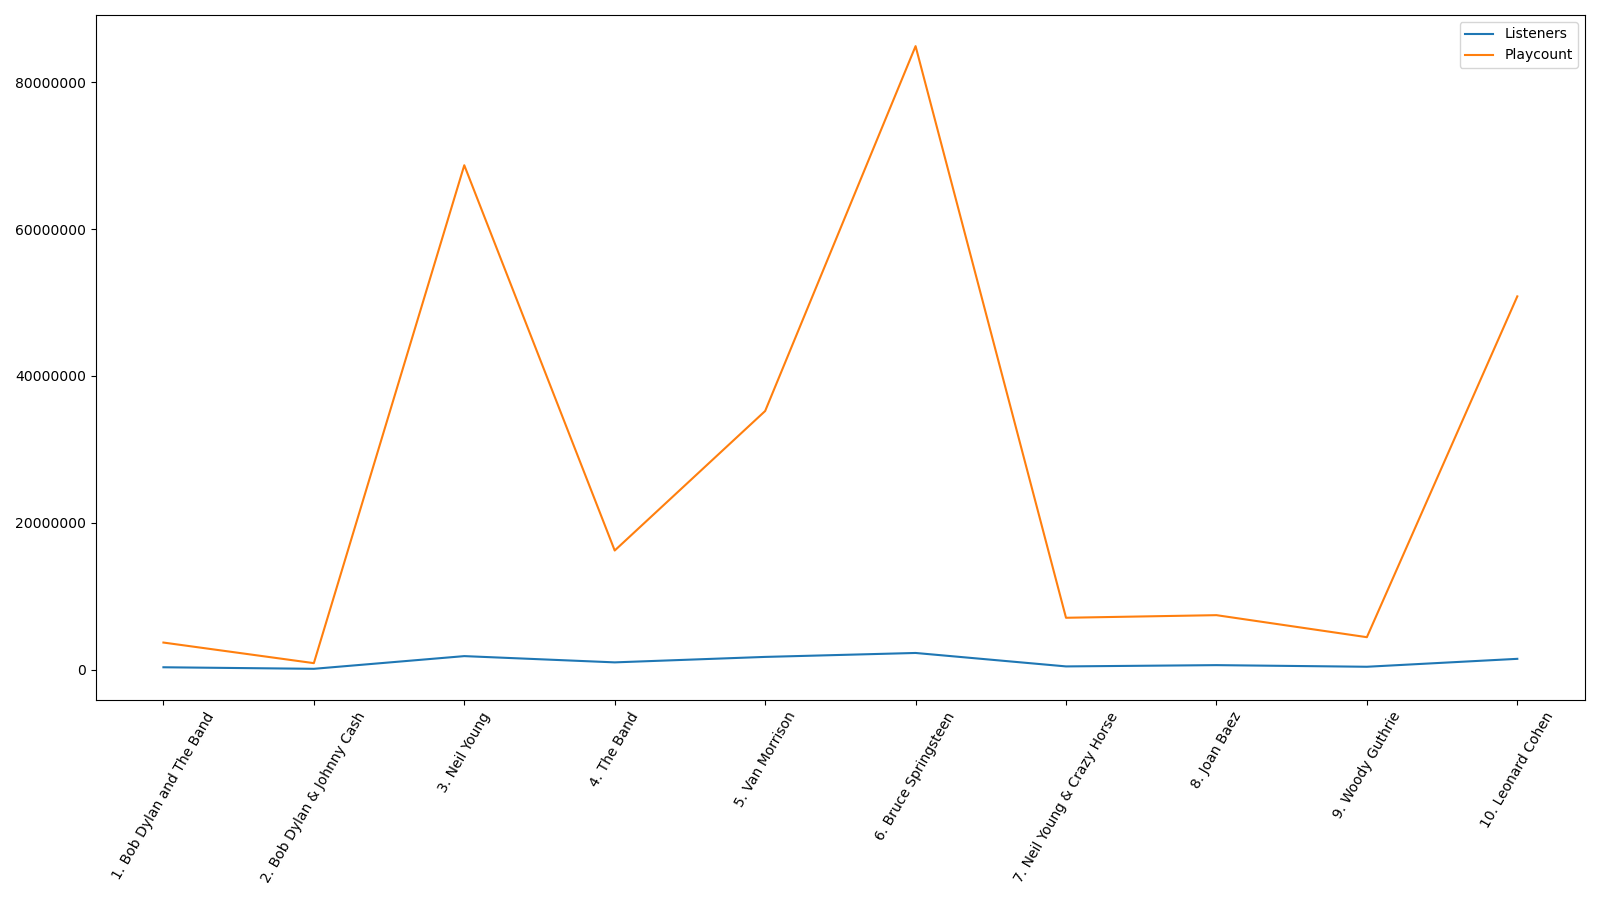 Listeners
Playcount
80000000
60000000
40000000
20000000
0
1. Bob Dylan and The Band
2. Bob Dylan & Johnny Cash
3. Neil Young
4. The Band
5. Van Morrison
6. Bruce Springsteen
7. Neil Young & Crazy Horse
8. Joan Baez
9. Woody Guthrie
10. Leonard Cohen